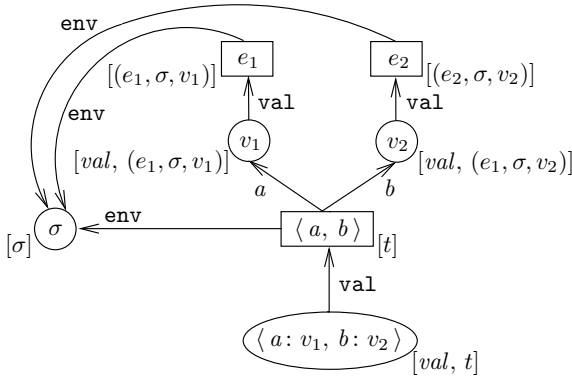 env
e₁
e₂
[(e₁, σ, v₁)]
[(e₂, σ, v₂)]
env
val
val
v₁
v₂
[val, (e₁, σ, v₁)]
[val, (e₁, σ, v₂)]
a
b
env
σ
⟨ a, b ⟩
[σ]
[t]
val
⟨ a: v₁, b: v₂ ⟩
[val, t]